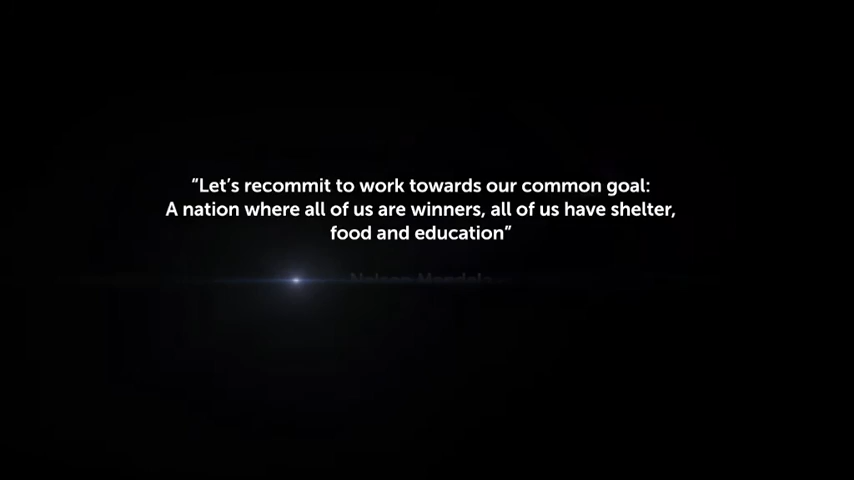 ”Let’s recommit to work towards our common goal:
A nation where all of us are winners, all of us have shelter,
food and education”
Nelson Mandela